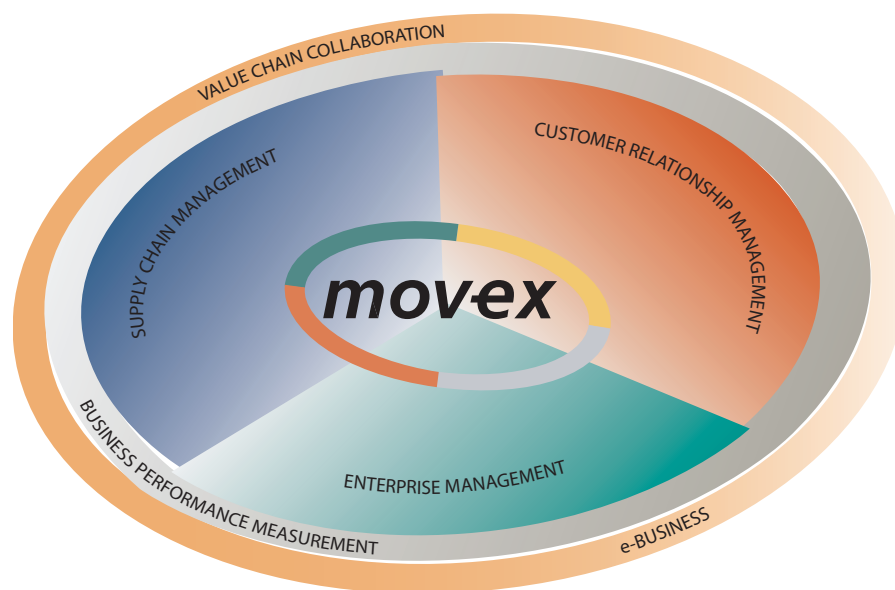 VALUE CHAIN COLLABORATION
CUSTOMER RELATIONSHIP MANAGEMENT
SUPPLY CHAIN MANAGEMENT
movex
ENTERPRISE MANAGEMENT
BUSINESS PERFORMANCE MEASUREMENT
e-BUSINESS